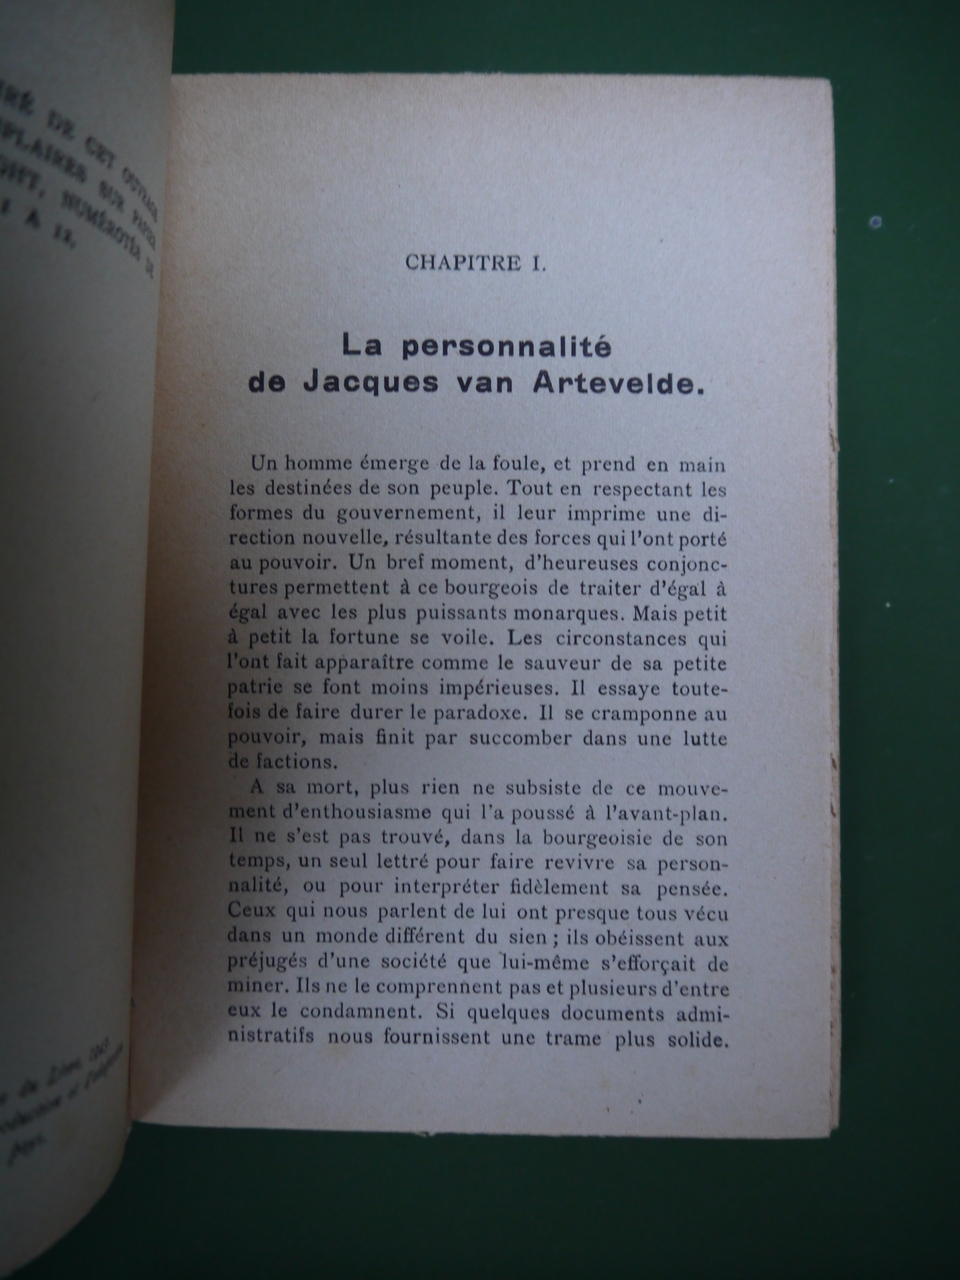 DE CET OUVRAGE
SUR PAPIER
NUMÉROTÉS DE
1 A 12.
CHAPITRE I.
La personnalité
de Jacques van Artevelde.
Un homme émerge de la foule, et prend en main
les destinées de son peuple. Tout en respectant les
formes du gouvernement, il leur imprime une di-
rection nouvelle, résultante des forces qui l'ont porté
au pouvoir. Un bref moment, d'heureuses conjonc-
tures permettent à ce bourgeois de traiter d'égal à
égal avec les plus puissants monarques. Mais petit
à petit la fortune se voile. Les circonstances qui
l'ont fait apparaître comme le sauveur de sa petite
patrie se font moins impérieuses. Il essaye toute-
fois de faire durer le paradoxe. Il se cramponne au
pouvoir, mais finit par succomber dans une lutte
de factions.
A sa mort, plus rien ne subsiste de ce mouve-
ment d'enthousiasme qui l'a poussé à l'avant-plan.
Il ne s'est pas trouvé, dans la bourgeoisie de son
temps, un seul lettré pour faire revivre sa person-
nalité, ou pour interpréter fidèlement sa pensée.
Ceux qui nous parlent de lui ont presque tous vécu
dans un monde différent du sien ; ils obéissent aux
préjugés d'une société que lui-même s'efforçait de
miner. Ils ne le comprennent pas et plusieurs d'entre
eux le condamnent. Si quelques documents admi-
nistratifs nous fournissent une trame plus solide.